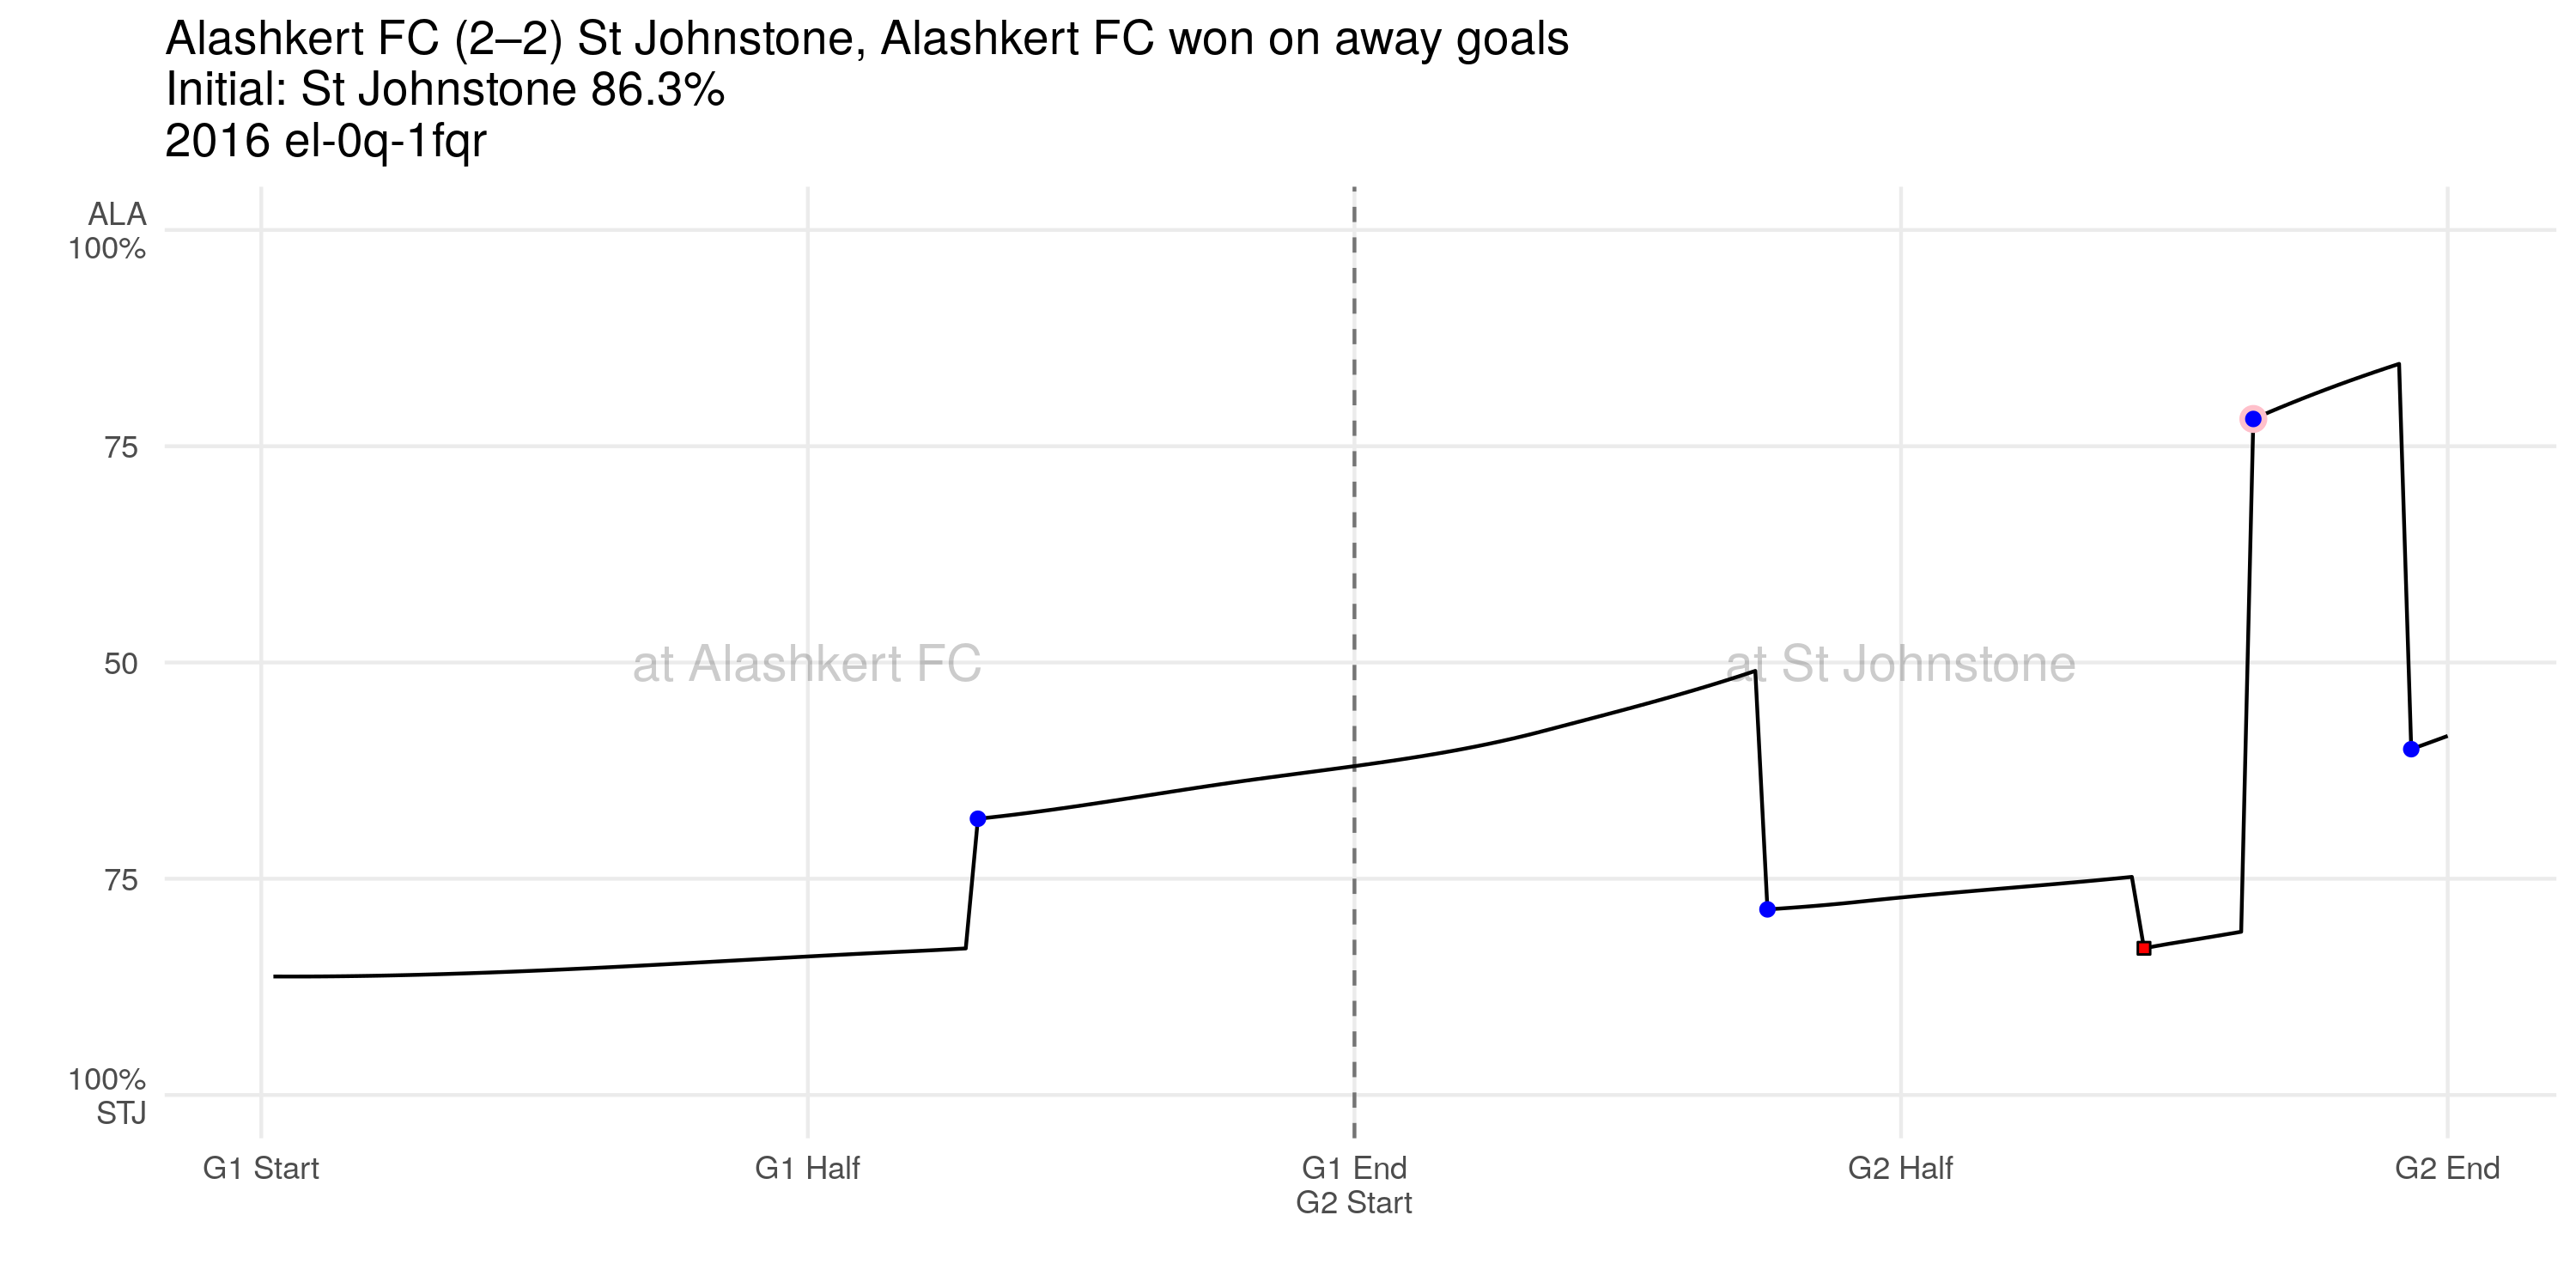 Alashkert FC (2–2) St Johnstone, Alashkert FC won on away goals
Initial: St Johnstone 86.3%
2016 el-0q-1fqr
ALA
100%
75
50
75
100%
STJ
at Alashkert FC
at St Johnstone
G1 Start
G1 Half
G1 End
G2 Start
G2 Half
G2 End